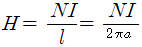 H = NI/l = NI/2πa